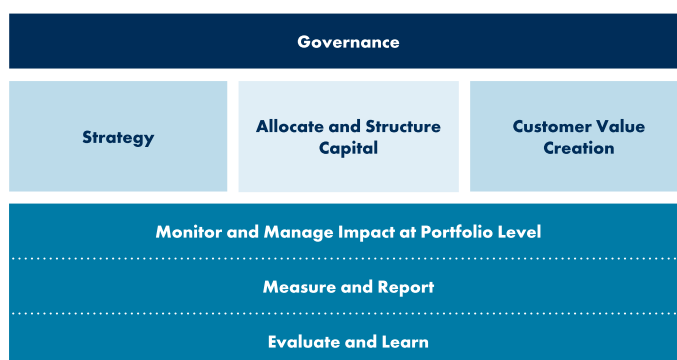 Governance
Strategy
Allocate and Structure
Capital
Customer Value
Creation
Monitor and Manage Impact at Portfolio Level
Measure and Report
Evaluate and Learn